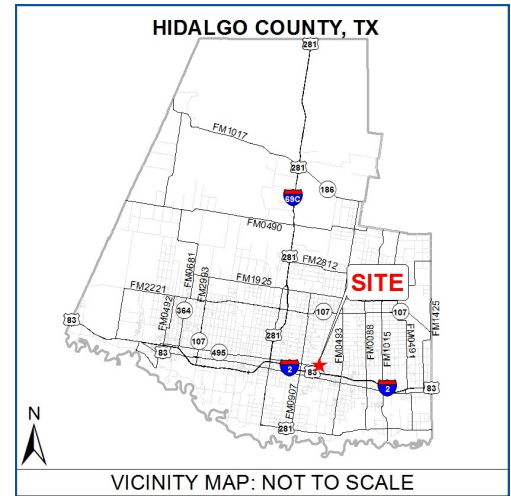 HIDALGO COUNTY, TX
281
FM1017
281
186
69C
FM0490
281
FM2812
FM0681
FM2993
FM1925
SITE
FM2221
FM0492
364
107
107
FM1425
83
107
495
281
FM0493
FM0088
FM1015
FM0491
83
2
83
2
83
FM0907
281
N
VICINITY MAP: NOT TO SCALE